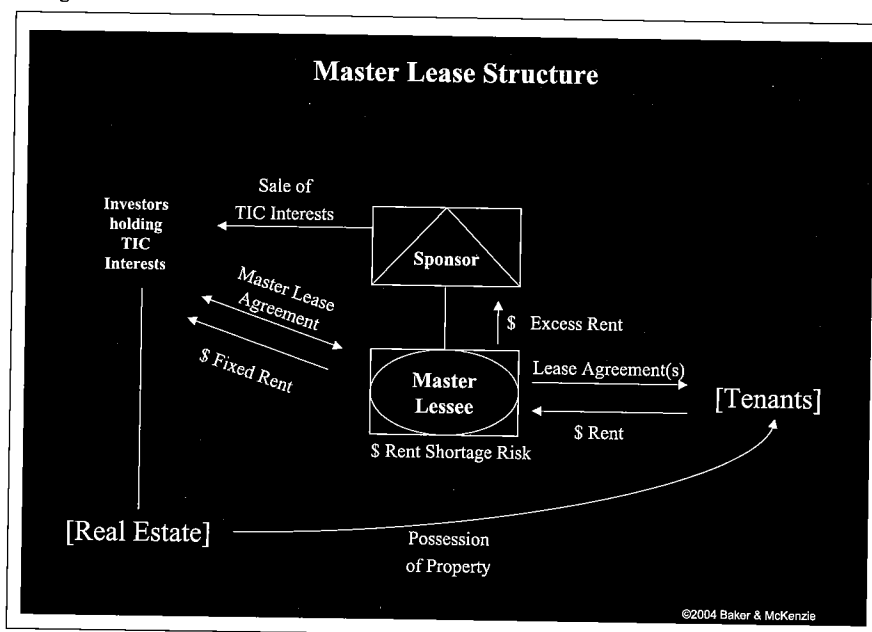 Master Lease Structure
Sale of
TIC Interests
Investors
holding
TIC
Interests
Sponsor
Master Lease
Agreement
$ Fixed Rent
$ Excess Rent
Master
Lessee
Lease Agreement(s)
$ Rent
[Tenants]
$ Rent Shortage Risk
[Real Estate]
Possession
of Property
©2004 Baker & McKenzie